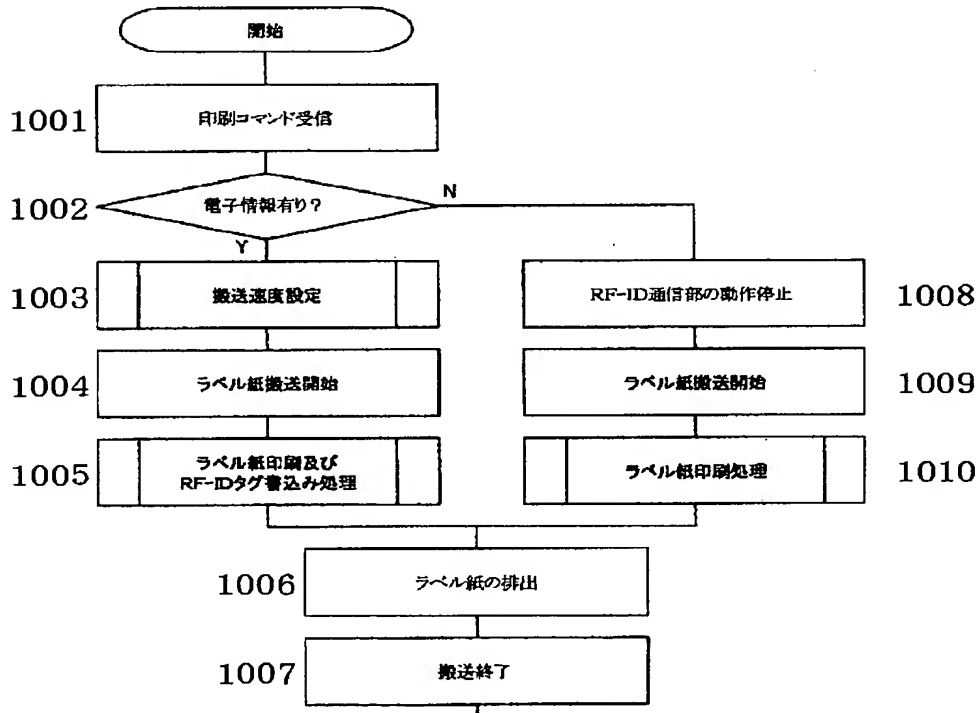 開始
1001
印刷コマンド受信
1002
電子情報有り?
N
Y
1003
搬送速度設定
RF-ID通信部の動作停止
1008
1004
ラベル紙搬送開始
ラベル紙搬送開始
1009
1005
ラベル紙印刷及び
RF-IDタグ書込み処理
ラベル紙印刷処理
1010
1006
ラベル紙の排出
1007
搬送終了